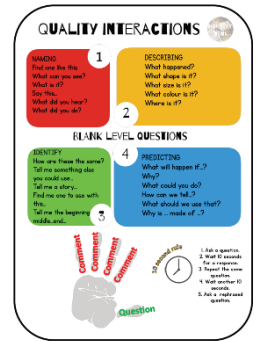 QUALITY INTERACTIONS
NAMING
Find one like this
What can you see?
What is it?
Say this..
What did you hear?
What did you do?
1
DESCRIBING
What happened?
What shape is it?
What size is it?
What colour is it?
Where is it?
2
BLANK LEVEL QUESTIONS
IDENTIFY
How are these the same?
Tell me something else
you could use..
Tell me a story..
Find me one to use with
this..
Tell me the beginning,
middle..and...
3
4
PREDICTING
What will happen if..?
Why?
What could you do?
How can we tell..?
What should we use that?
Why is .. made of ..?
Comment
Comment
Comment
Comment
Question
10 second rule
1. Ask a question.
2. Wait 10 seconds
for a response.
3. Repeat the same
question.
4. Wait another 10
seconds.
5. Ask a rephrased
question.